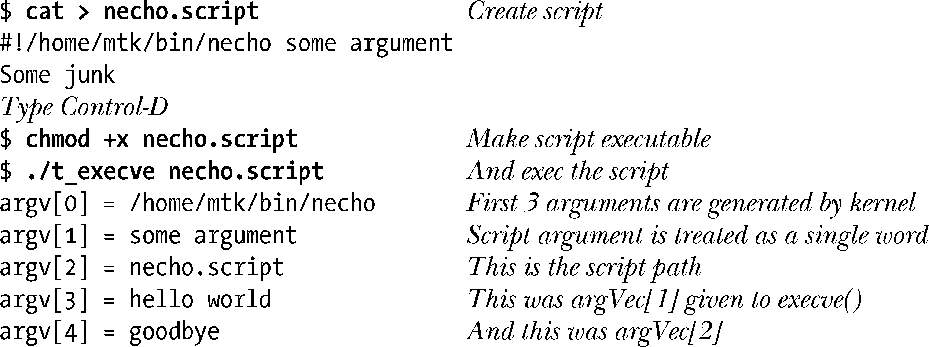 $ cat > necho.script Create script
#!/home/mtk/bin/necho some argument
Some junk
Type Control-D
$ chmod +x necho.script Make script executable
$ ./t_execve necho.script And exec the script
argv[0] = /home/mtk/bin/necho First 3 arguments are generated by kernel
argv[1] = some argument Script argument is treated as a single word
argv[2] = necho.script This is the script path
argv[3] = hello world This was argVec[1] given to execve()
argv[4] = goodbye And this was argVec[2]